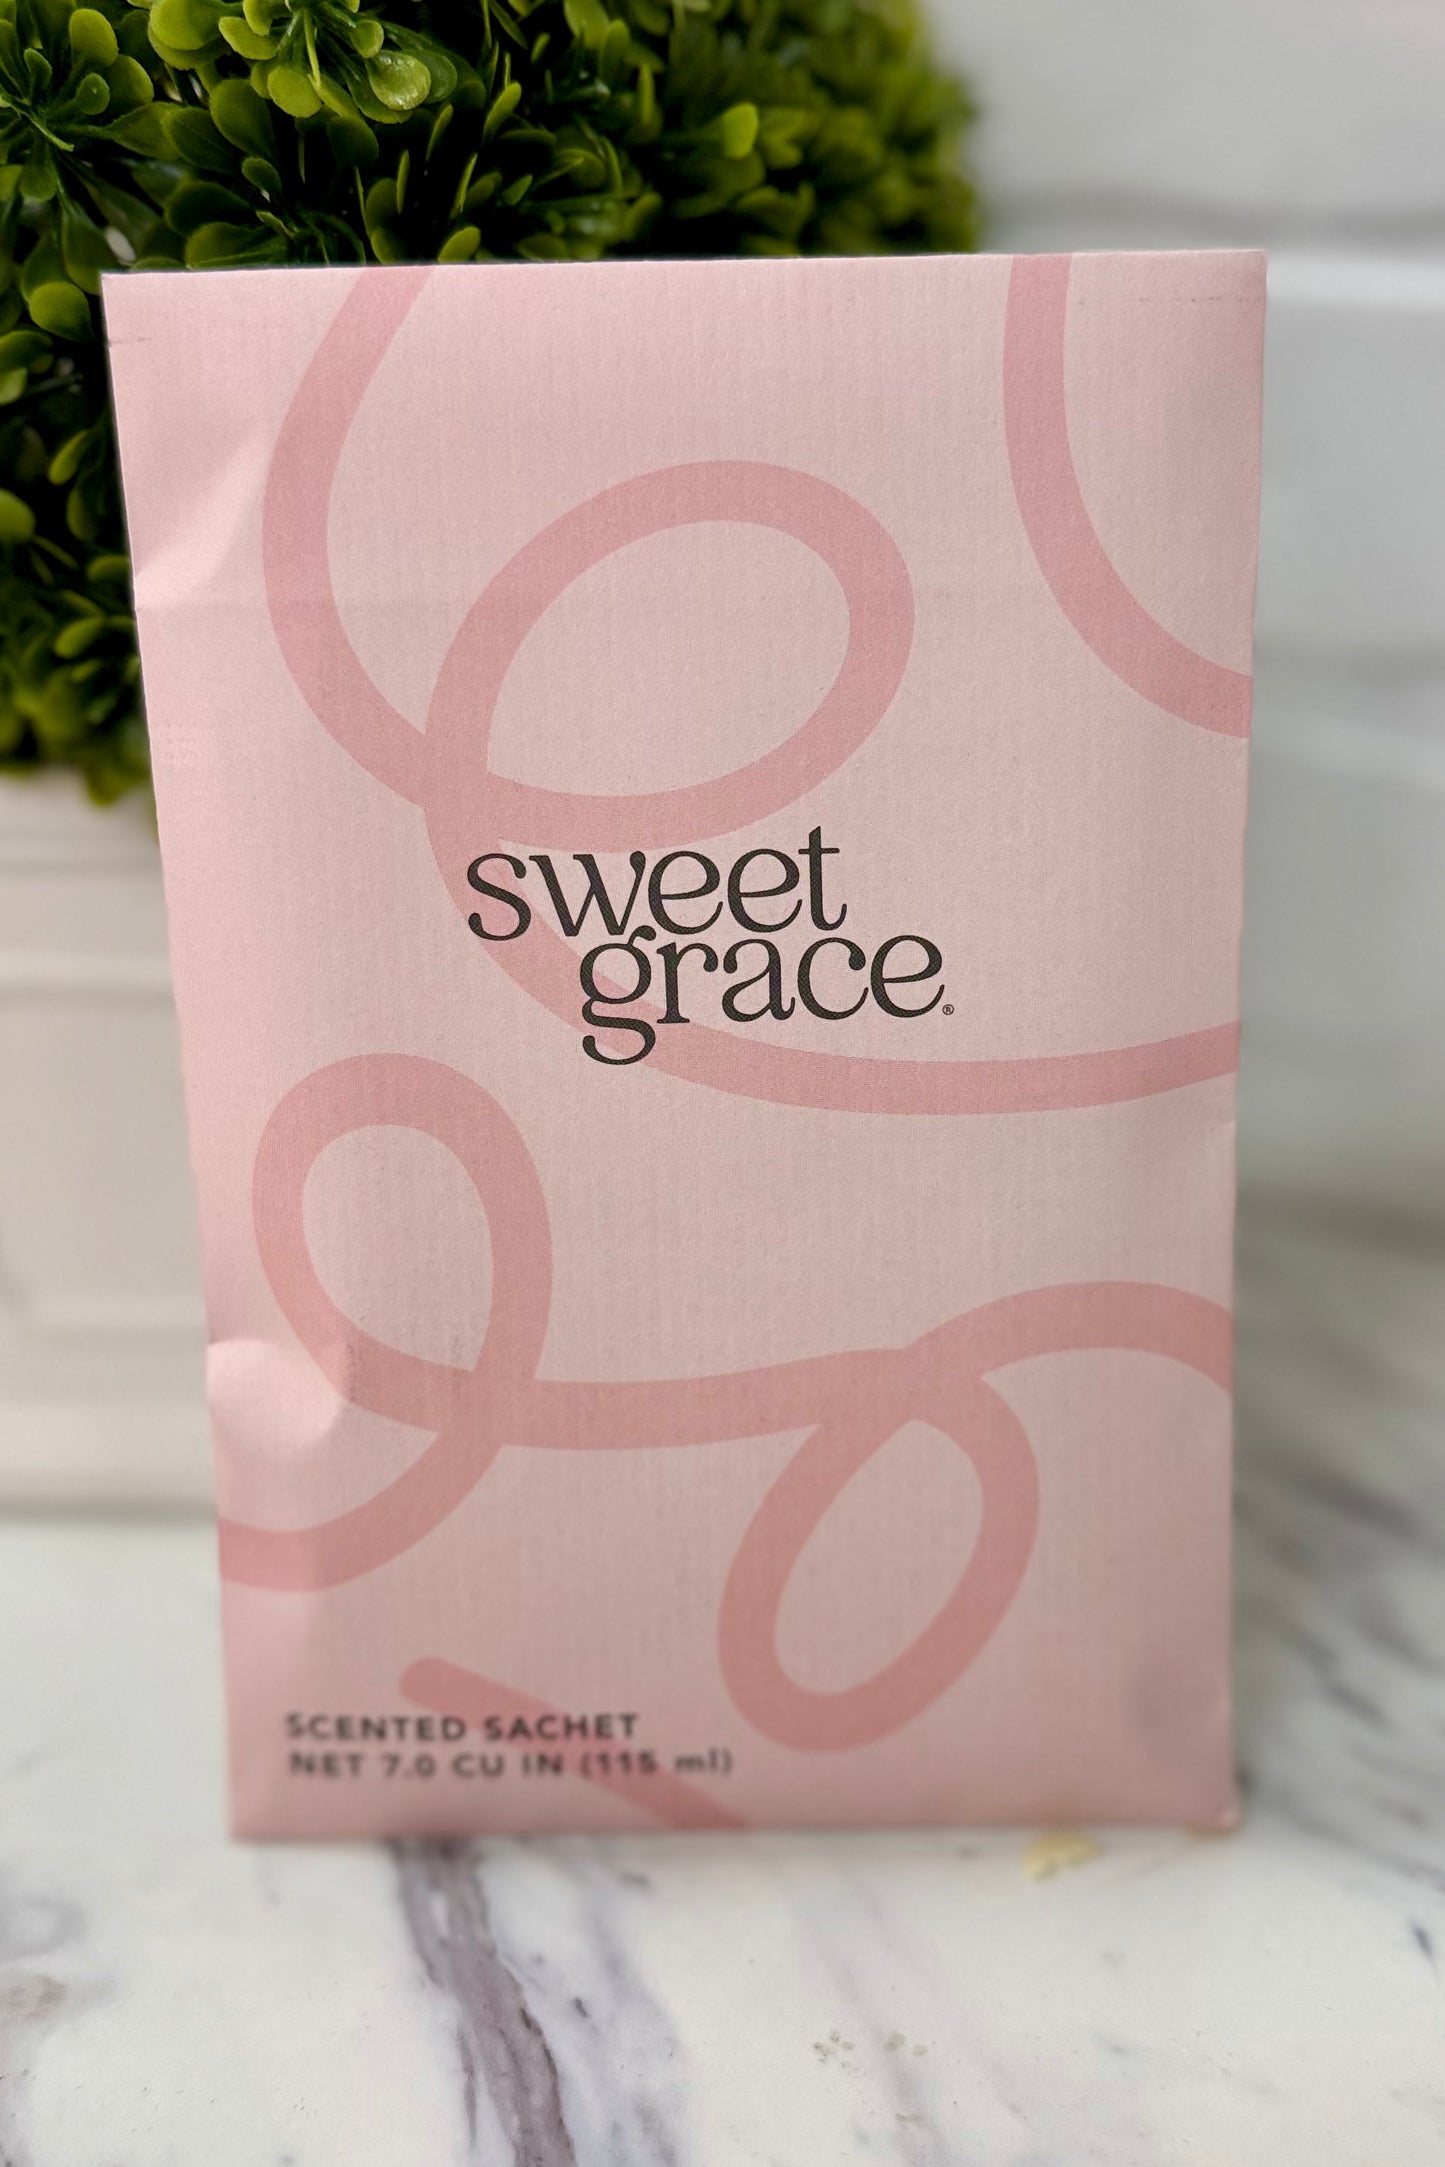 sweet
grace®
SCENTED SACHET
NET 7.0 CU IN (115 ml)